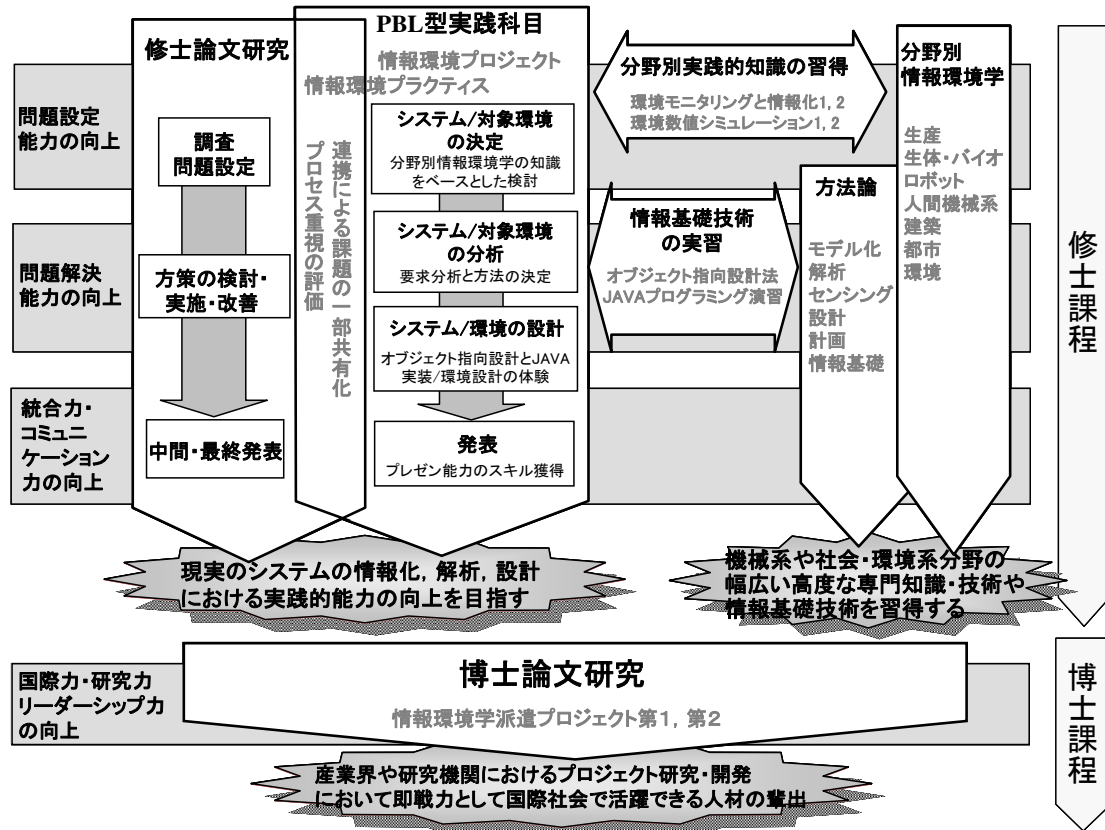 修士論文研究
PBL型実践科目
情報環境プロジェクト
情報環境プラクティス
問題設定
能力の向上
問題解決
能力の向上
統合力・
コミュニ
ケーション
力の向上
調査
問題設定
方策の検討・
実施・改善
中間・最終発表
連携による課題の一部共有化
プロセス重視の評価
システム/対象環境
の決定
分野別情報環境学の知識
をベースとした検討
システム/対象環境
の分析
要求分析と方法の決定
システム/環境の設計
オブジェクト指向設計とJAVA
実装/環境設計の体験
発表
プレゼン能力のスキル獲得
分野別実践的知識の習得
環境モニタリングと情報化1, 2
環境数値シミュレーション1, 2
情報基礎技術
の実習
オブジェクト指向設計法
JAVAプログラミング演習
方法論
モデル化
解析
センシング
設計
計画
情報基礎
分野別
情報環境学
生産
生体・バイオ
ロボット
人間機械系
建築
都市
環境
修士課程
現実のシステムの情報化, 解析, 設計
における実践的能力の向上を目指す
機械系や社会・環境系分野の
幅広い高度な専門知識・技術や
情報基礎技術を習得する
国際力・研究力
リーダーシップ力
の向上
博士論文研究
情報環境学派遣プロジェクト第1, 第2
博士課程
産業界や研究機関におけるプロジェクト研究・開発
において即戦力として国際社会で活躍できる人材の輩出